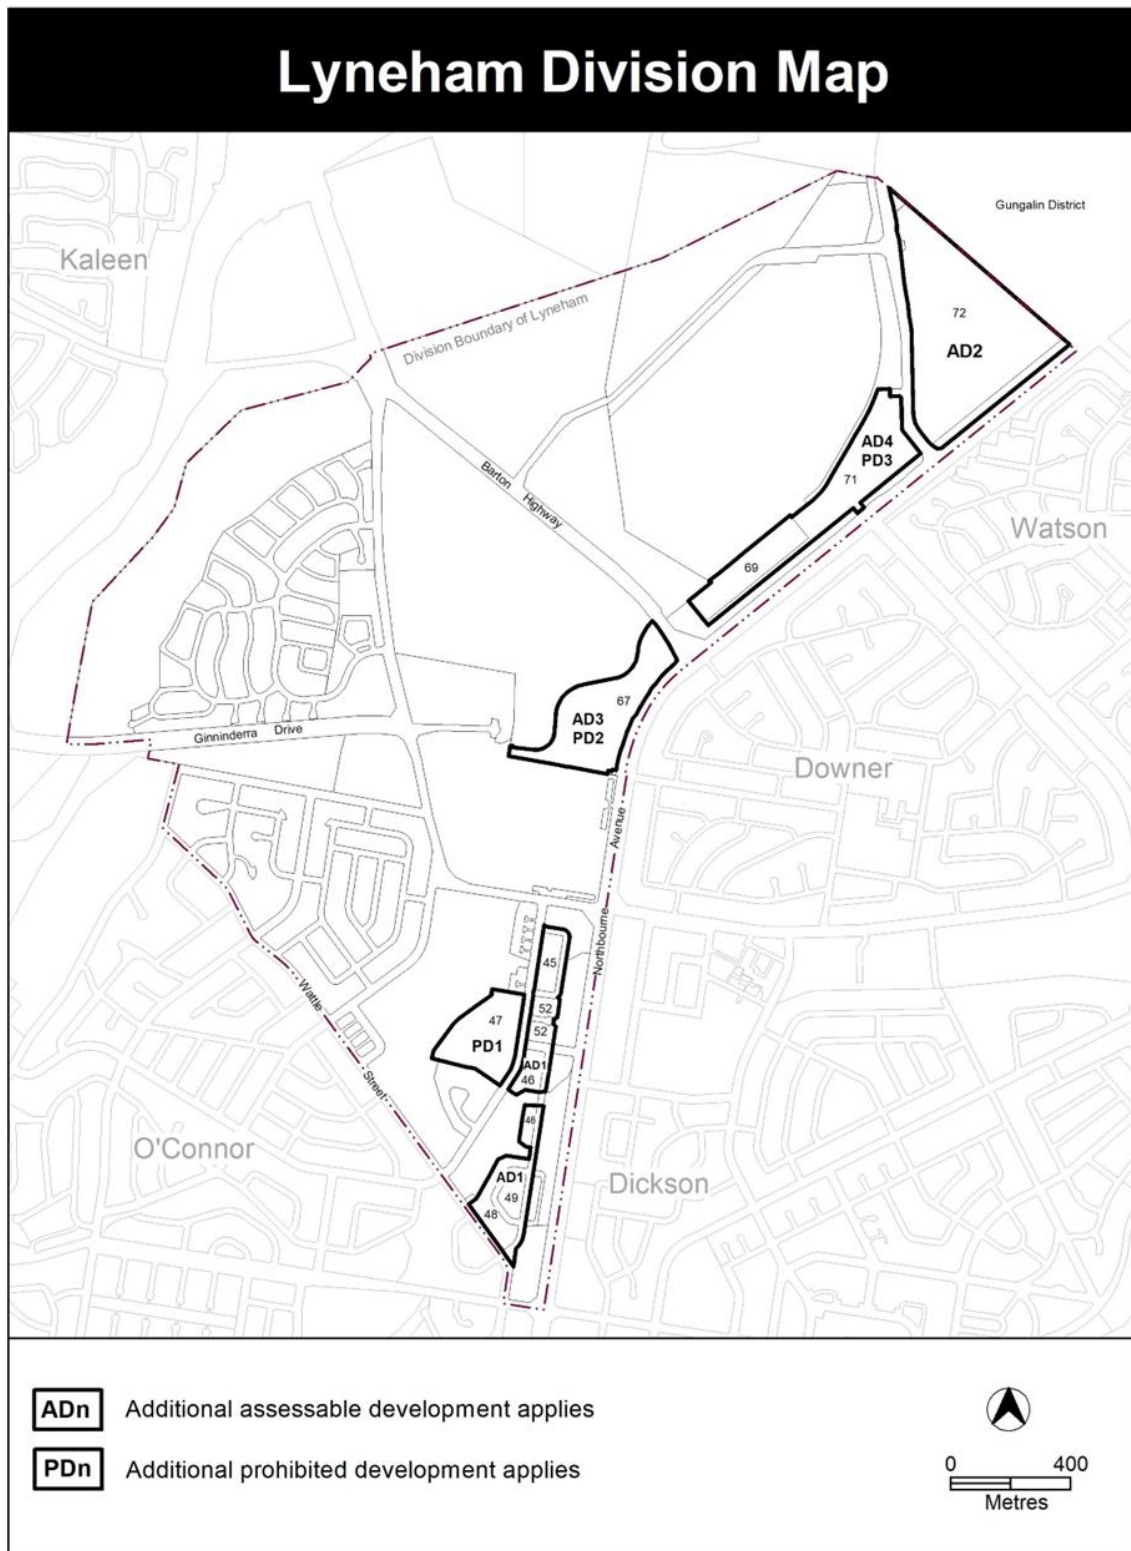 Lyneham Division Map
Gungalin District
Kaleen
Division Boundary of Lyneham
72
AD2
AD4
PD3
71
Barton Highway
Watson
69
67
AD3
PD2
Ginninderra Drive
Downer
Northbourne Avenue
45
52
47
52
PD1
AD1
46
Wattle Street
46
O'Connor
AD1
Dickson
49
48
ADn Additional assessable development applies
PDn Additional prohibited development applies
0 400
Metres